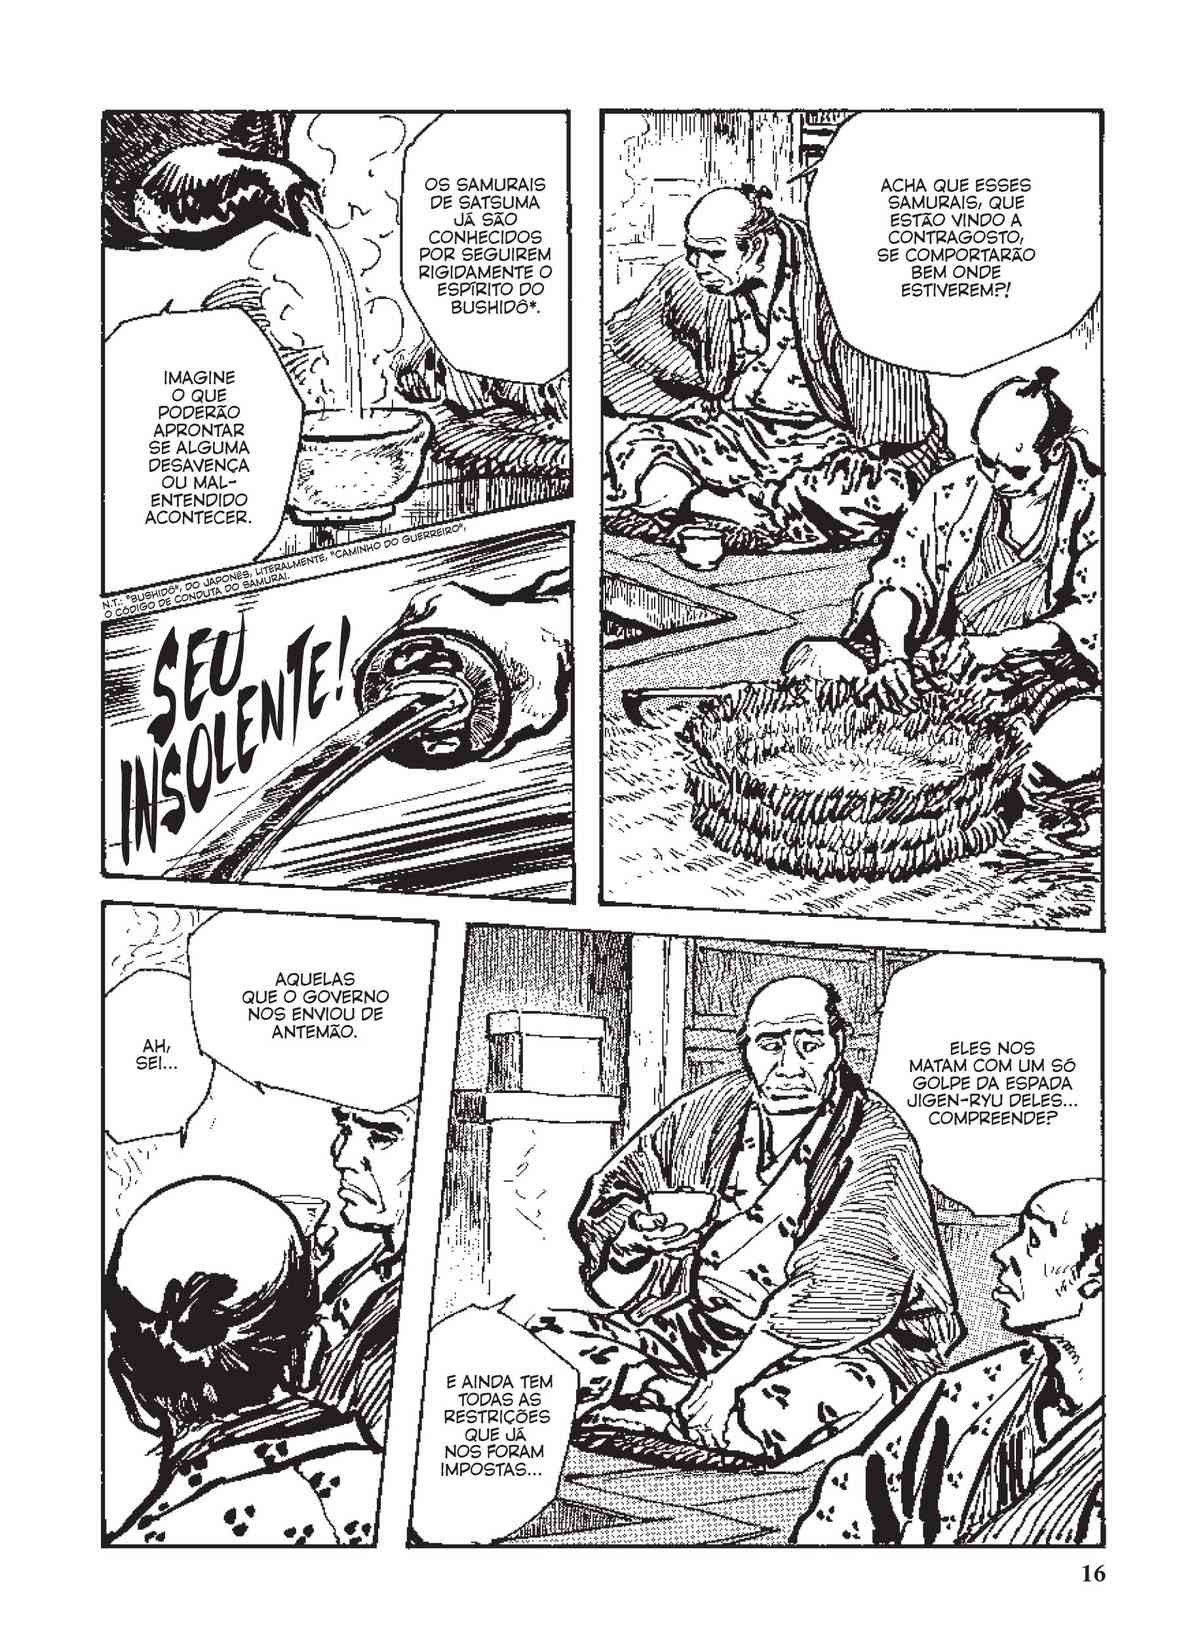 ACHA QUE ESSES
SAMURAIS, QUE
ESTÃO VINDO A
CONTRAGOSTO,
SE COMPORTARÃO
BEM ONDE
ESTIVEREM?!
OS SAMURAIS
DE SATSUMA
JÁ SÃO
CONHECIDOS
POR SEGUIREM
RIGIDAMENTE O
ESPÍRITO DO
BUSHIDÔ*.
IMAGINE
O QUE
PODERÃO
APRONTAR
SE ALGUMA
DESAVENÇA
OU MAL-
ENTENDIDO
ACONTECER.
N.T.: "BUSHIDÔ", DO JAPONÊS, LITERALMENTE, "CAMINHO DO GUERREIRO",
O CÓDIGO DE CONDUTA DO SAMURAI.
SEU
INSOLENTE!
ELES NOS
MATAM COM UM SÓ
GOLPE DA ESPADA
JIGEN-RYU DELES...
COMPREENDE?
E AINDA TEM
TODAS AS
RESTRIÇÕES
QUE JÁ
NOS FORAM
IMPOSTAS...
AQUELAS
QUE O GOVERNO
NOS ENVIOU DE
ANTEMÃO.
AH,
SEI...
16